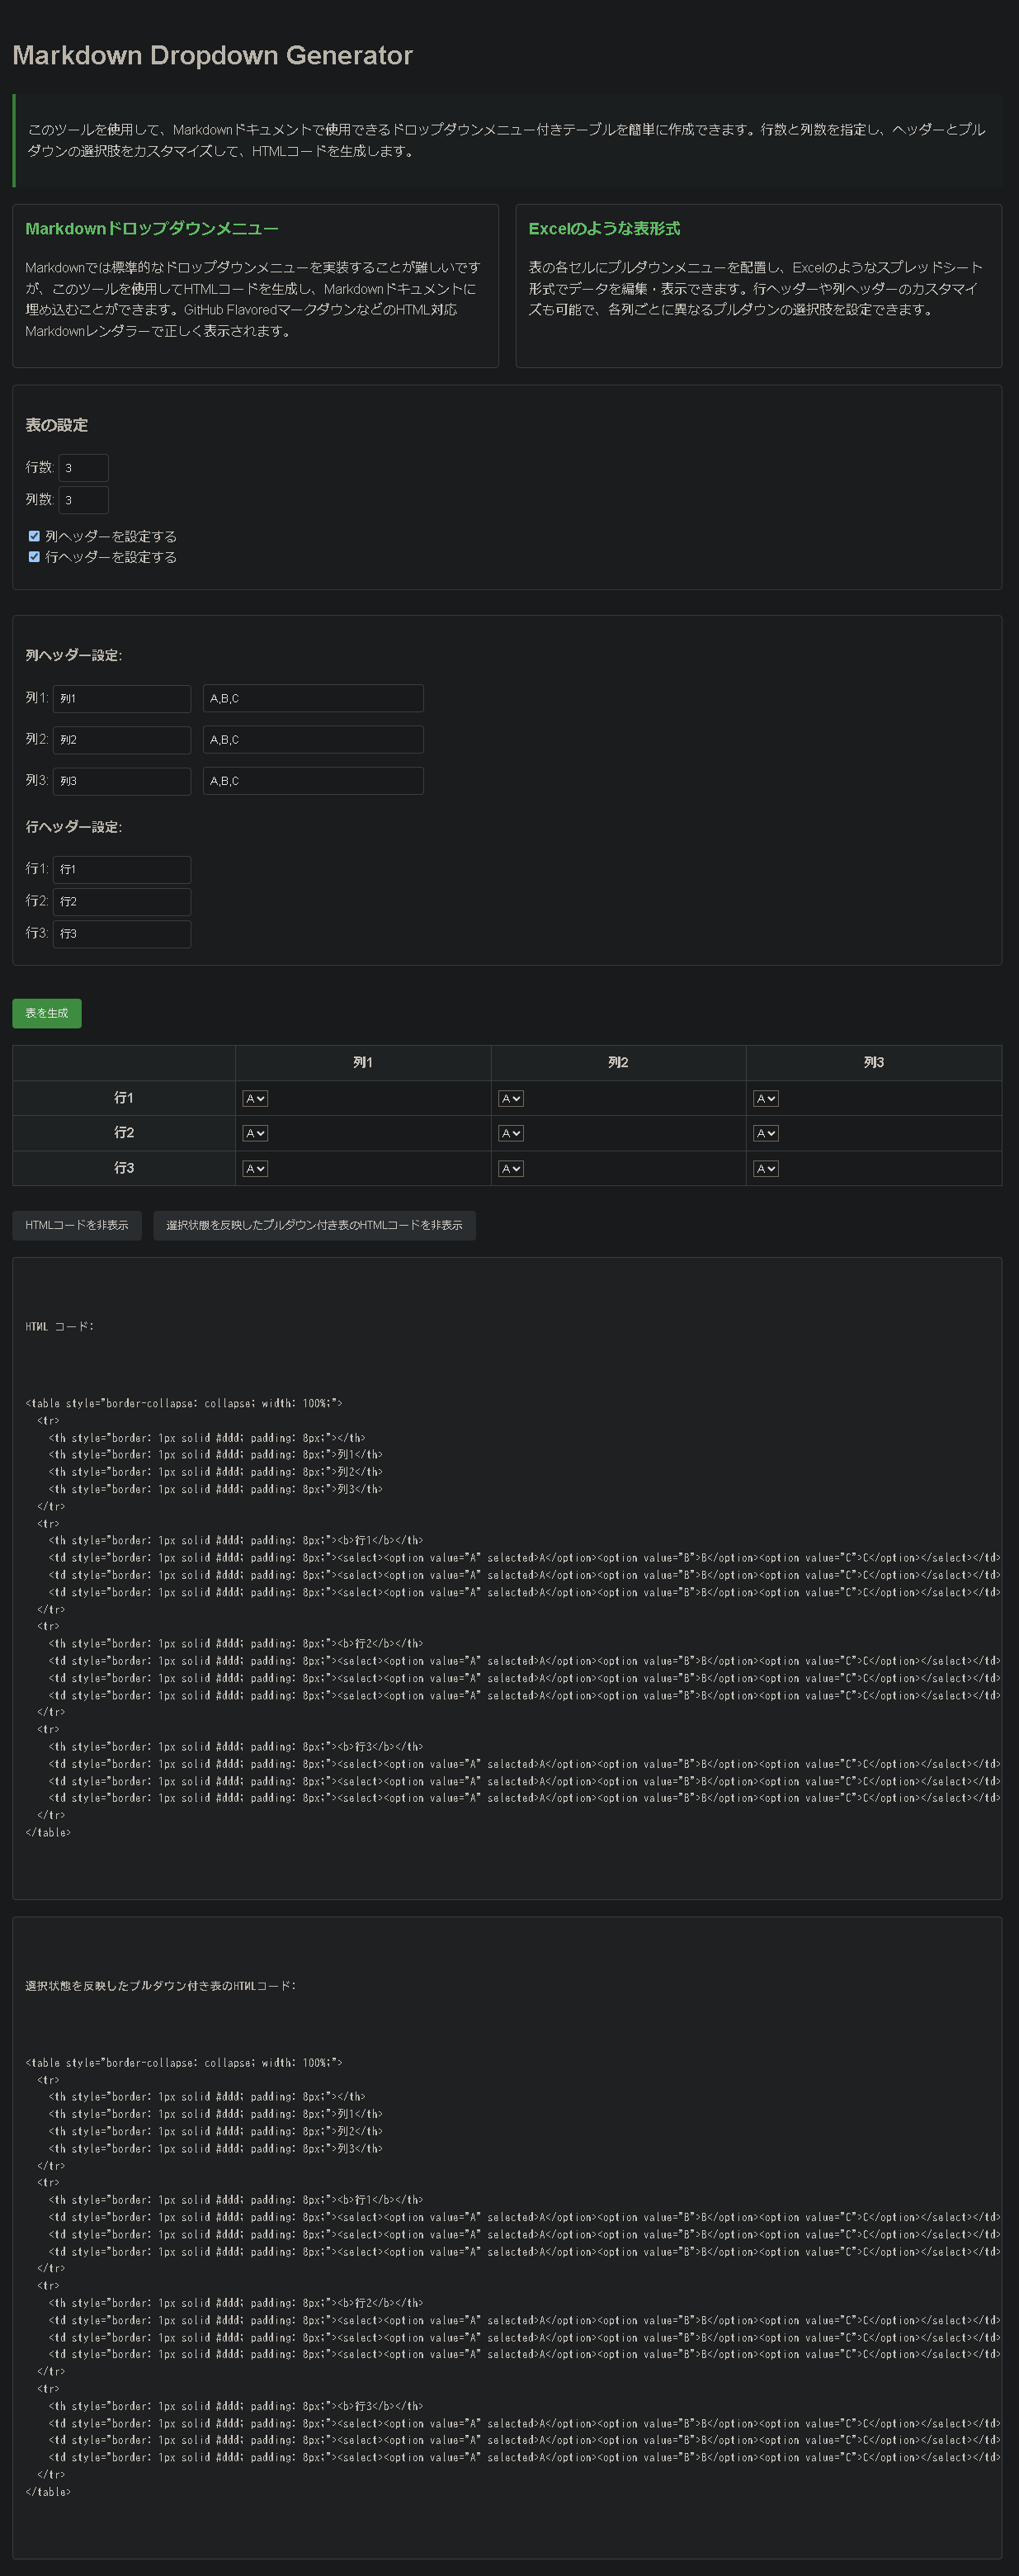 Markdown Dropdown Generator
このツールを使用して、Markdownドキュメントで使用できるドロップダウンメニュー付きテーブルを簡単に作成できます。行数と列数を指定し、ヘッダーとプル
ダウンの選択肢をカスタマイズして、HTMLコードを生成します。
Markdownドロップダウンメニュー
Markdownでは標準的なドロップダウンメニューを実装することが難しいです
が、このツールを使用してHTMLコードを生成し、Markdownドキュメントに
埋め込むことができます。GitHub FlavoredマークダウンなどのHTML対応
Markdownレンダラーで正しく表示されます。
Excelのような表形式
表の各セルにプルダウンメニューを配置し、Excelのようなスプレッドシート
形式でデータを編集・表示できます。行ヘッダーや列ヘッダーのカスタマイ
ズも可能で、各列ごとに異なるプルダウンの選択肢を設定できます。
表の設定
行数: 3
列数: 3
列ヘッダーを設定する
行ヘッダーを設定する
列ヘッダー設定:
列1: 列1 A,B,C
列2: 列2 A,B,C
列3: 列3 A,B,C
行ヘッダー設定:
行1: 行1
行2: 行2
行3: 行3
表を生成
列1 列2 列3
行1 A A A
行2 A A A
行3 A A A
HTMLコードを非表示 選択状態を反映したプルダウン付き表のHTMLコードを非表示
HTML コード:
<table style="border-collapse: collapse; width: 100%;">
<tr>
<th style="border: 1px solid #ddd; padding: 8px;"></th>
<th style="border: 1px solid #ddd; padding: 8px;">列1</th>
<th style="border: 1px solid #ddd; padding: 8px;">列2</th>
<th style="border: 1px solid #ddd; padding: 8px;">列3</th>
</tr>
<tr>
<th style="border: 1px solid #ddd; padding: 8px;"><b>行1</b></th>
<td style="border: 1px solid #ddd; padding: 8px;"><select><option value="A" selected>A</option><option value="B">B</option><option value="C">C</option></select></td>
<td style="border: 1px solid #ddd; padding: 8px;"><select><option value="A" selected>A</option><option value="B">B</option><option value="C">C</option></select></td>
<td style="border: 1px solid #ddd; padding: 8px;"><select><option value="A" selected>A</option><option value="B">B</option><option value="C">C</option></select></td>
</tr>
<tr>
<th style="border: 1px solid #ddd; padding: 8px;"><b>行2</b></th>
<td style="border: 1px solid #ddd; padding: 8px;"><select><option value="A" selected>A</option><option value="B">B</option><option value="C">C</option></select></td>
<td style="border: 1px solid #ddd; padding: 8px;"><select><option value="A" selected>A</option><option value="B">B</option><option value="C">C</option></select></td>
<td style="border: 1px solid #ddd; padding: 8px;"><select><option value="A" selected>A</option><option value="B">B</option><option value="C">C</option></select></td>
</tr>
<tr>
<th style="border: 1px solid #ddd; padding: 8px;"><b>行3</b></th>
<td style="border: 1px solid #ddd; padding: 8px;"><select><option value="A" selected>A</option><option value="B">B</option><option value="C">C</option></select></td>
<td style="border: 1px solid #ddd; padding: 8px;"><select><option value="A" selected>A</option><option value="B">B</option><option value="C">C</option></select></td>
<td style="border: 1px solid #ddd; padding: 8px;"><select><option value="A" selected>A</option><option value="B">B</option><option value="C">C</option></select></td>
</tr>
</table>
選択状態を反映したプルダウン付き表のHTMLコード:
<table style="border-collapse: collapse; width: 100%;">
<tr>
<th style="border: 1px solid #ddd; padding: 8px;"></th>
<th style="border: 1px solid #ddd; padding: 8px;">列1</th>
<th style="border: 1px solid #ddd; padding: 8px;">列2</th>
<th style="border: 1px solid #ddd; padding: 8px;">列3</th>
</tr>
<tr>
<th style="border: 1px solid #ddd; padding: 8px;"><b>行1</b></th>
<td style="border: 1px solid #ddd; padding: 8px;"><select><option value="A" selected>A</option><option value="B">B</option><option value="C">C</option></select></td>
<td style="border: 1px solid #ddd; padding: 8px;"><select><option value="A" selected>A</option><option value="B">B</option><option value="C">C</option></select></td>
<td style="border: 1px solid #ddd; padding: 8px;"><select><option value="A" selected>A</option><option value="B">B</option><option value="C">C</option></select></td>
</tr>
<tr>
<th style="border: 1px solid #ddd; padding: 8px;"><b>行2</b></th>
<td style="border: 1px solid #ddd; padding: 8px;"><select><option value="A" selected>A</option><option value="B">B</option><option value="C">C</option></select></td>
<td style="border: 1px solid #ddd; padding: 8px;"><select><option value="A" selected>A</option><option value="B">B</option><option value="C">C</option></select></td>
<td style="border: 1px solid #ddd; padding: 8px;"><select><option value="A" selected>A</option><option value="B">B</option><option value="C">C</option></select></td>
</tr>
<tr>
<th style="border: 1px solid #ddd; padding: 8px;"><b>行3</b></th>
<td style="border: 1px solid #ddd; padding: 8px;"><select><option value="A" selected>A</option><option value="B">B</option><option value="C">C</option></select></td>
<td style="border: 1px solid #ddd; padding: 8px;"><select><option value="A" selected>A</option><option value="B">B</option><option value="C">C</option></select></td>
<td style="border: 1px solid #ddd; padding: 8px;"><select><option value="A" selected>A</option><option value="B">B</option><option value="C">C</option></select></td>
</tr>
</table>